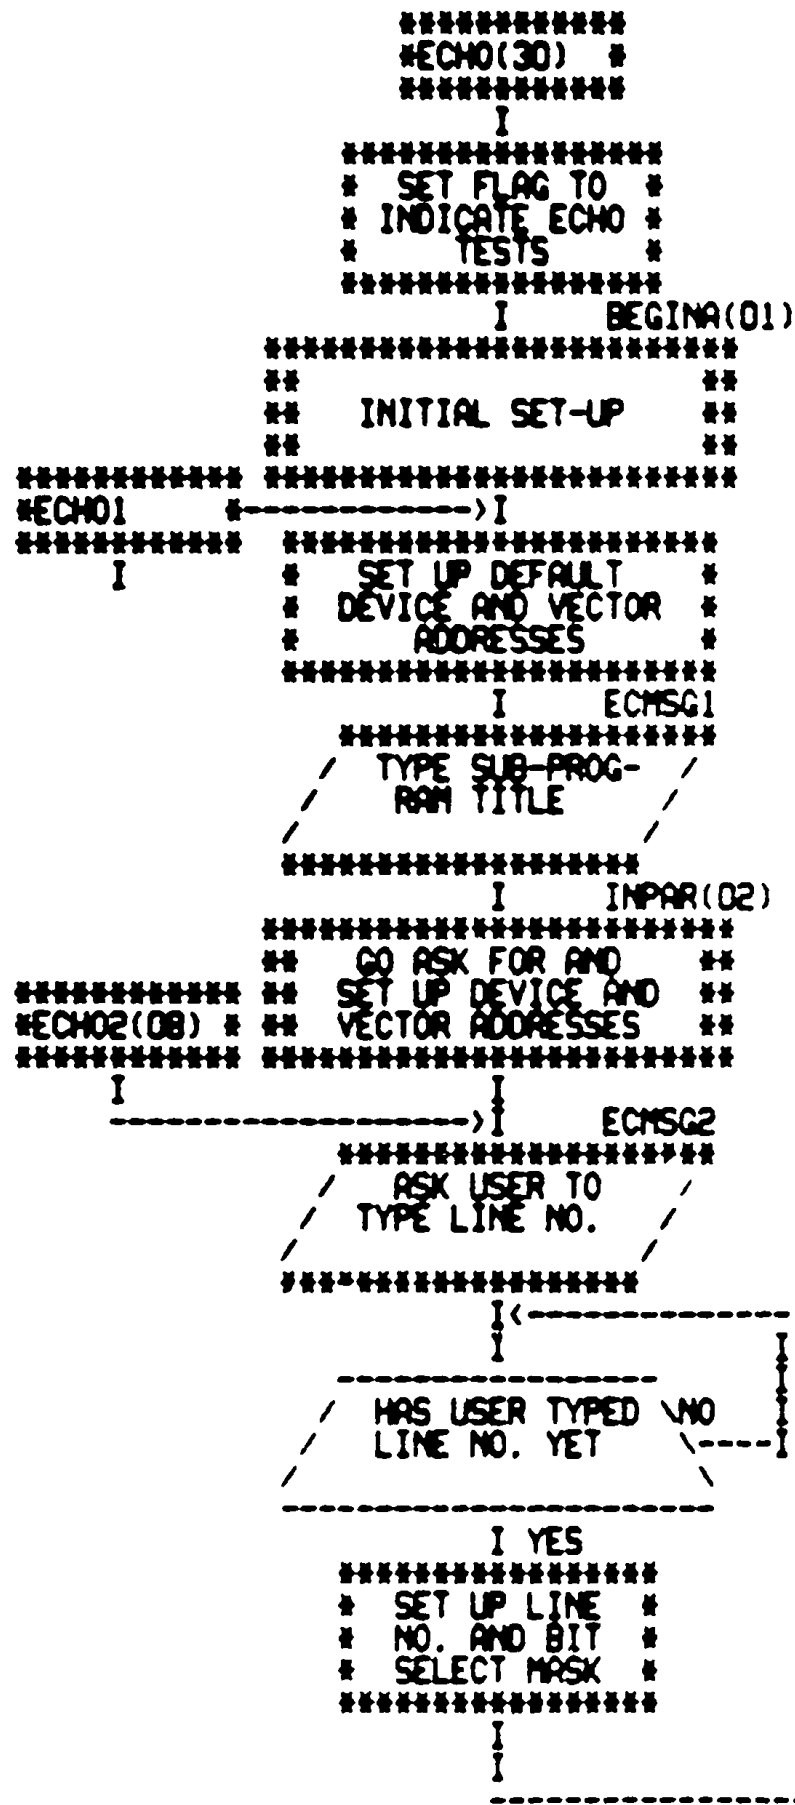 ECHO(30)
SET FLAG TO
INDICATE ECHO
TESTS
BEGINA(01)
INITIAL SET-UP
ECHO1
SET UP DEFAULT
DEVICE AND VECTOR
ADDRESSES
ECMSG1
TYPE SUB-PROG-
RAM TITLE
INPAR(02)
GO ASK FOR AND
SET UP DEVICE AND
VECTOR ADDRESSES
ECHO2(08)
ECMSG2
ASK USER TO
TYPE LINE NO.
HAS USER TYPED NO
LINE NO. YET
YES
SET UP LINE
NO. AND BIT
SELECT MASK